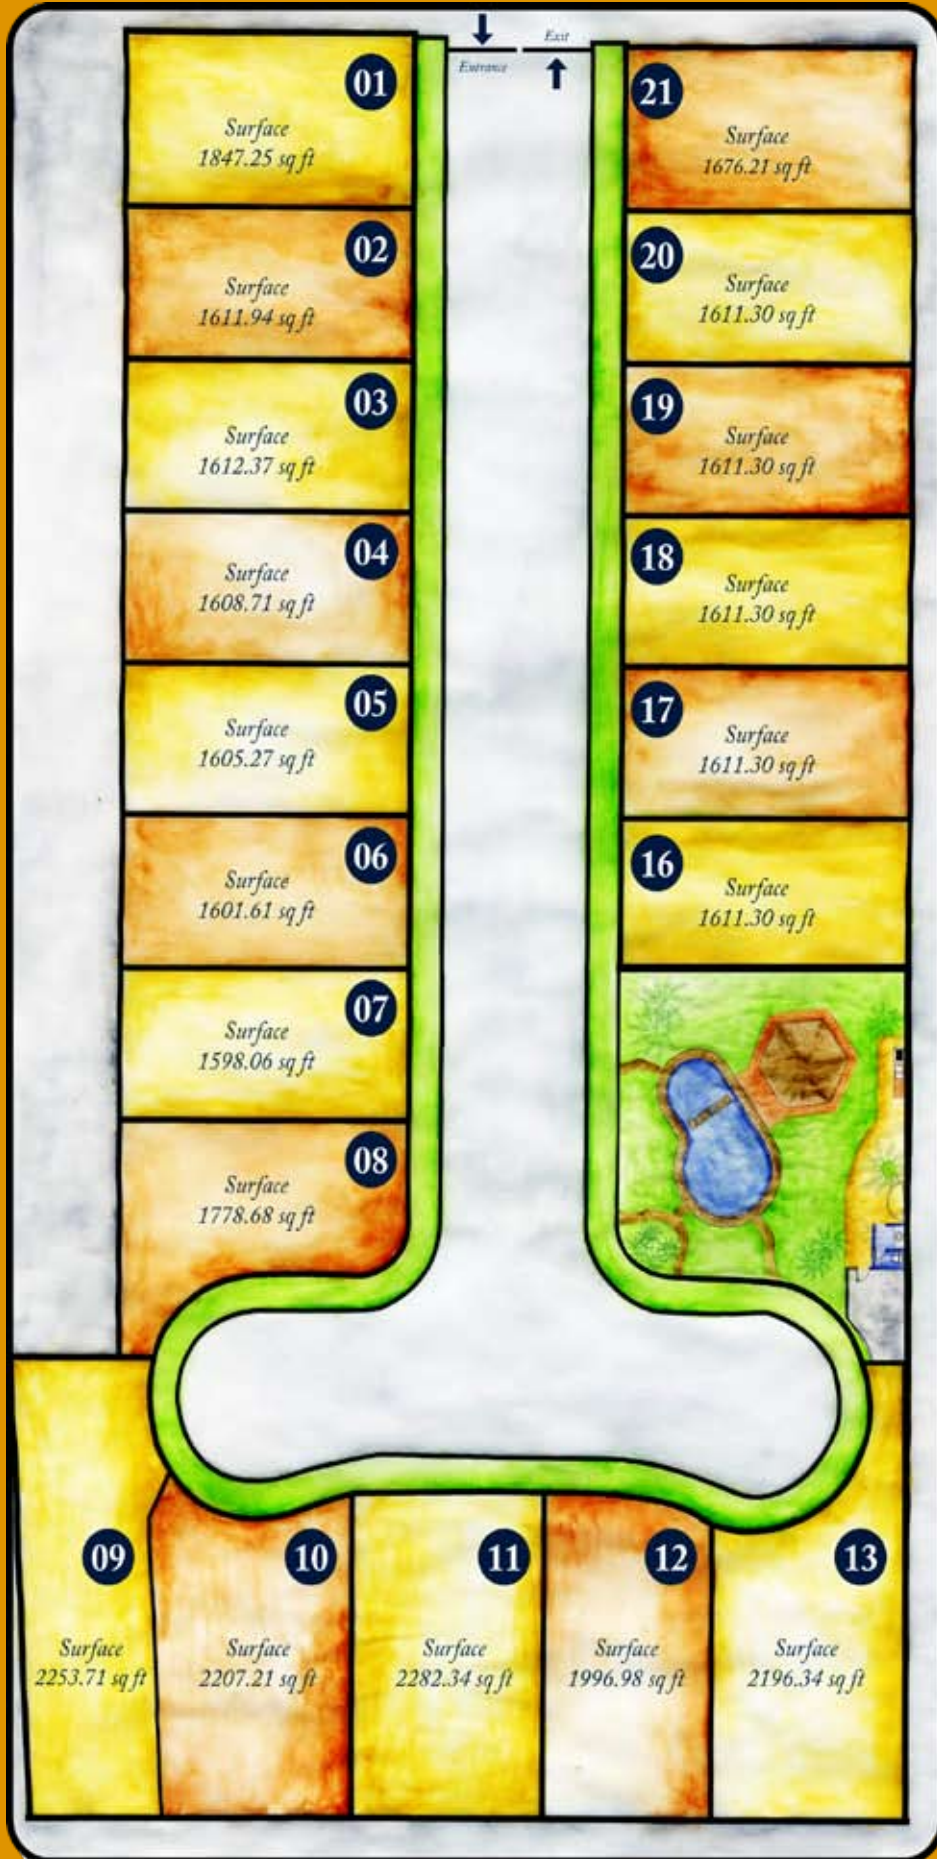 Entrance
Exit
01
Surface
1847.25 sq ft
02
Surface
1611.94 sq ft
03
Surface
1612.37 sq ft
04
Surface
1608.71 sq ft
05
Surface
1605.27 sq ft
06
Surface
1601.61 sq ft
07
Surface
1598.06 sq ft
08
Surface
1778.68 sq ft
09
Surface
2253.71 sq ft
10
Surface
2207.21 sq ft
11
Surface
2282.34 sq ft
12
Surface
1996.98 sq ft
13
Surface
2196.34 sq ft
21
Surface
1676.21 sq ft
20
Surface
1611.30 sq ft
19
Surface
1611.30 sq ft
18
Surface
1611.30 sq ft
17
Surface
1611.30 sq ft
16
Surface
1611.30 sq ft